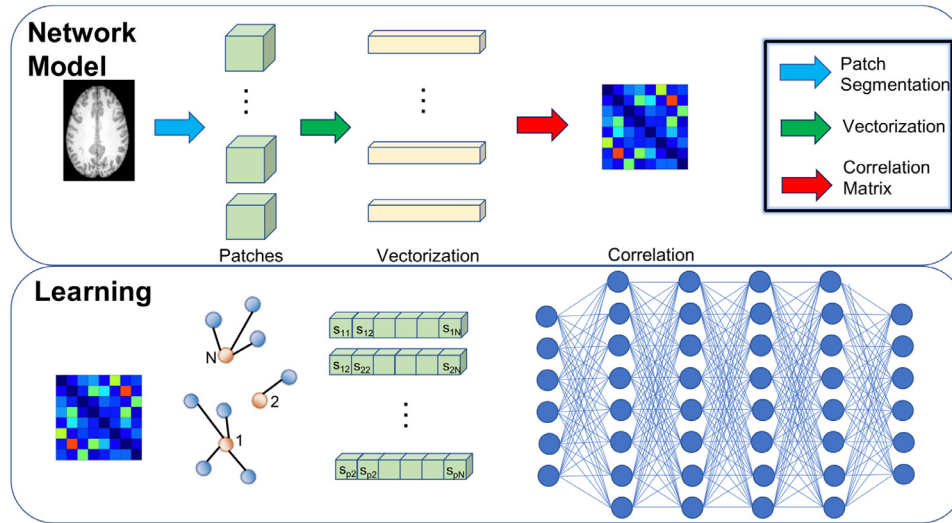 Network
Model
Patch
Segmentation
Vectorization
Correlation
Matrix
Patches
Vectorization
Correlation
Learning
N
2
1
s11 s12 s1N
s12 s22 s2N
sp2 sp2 spN